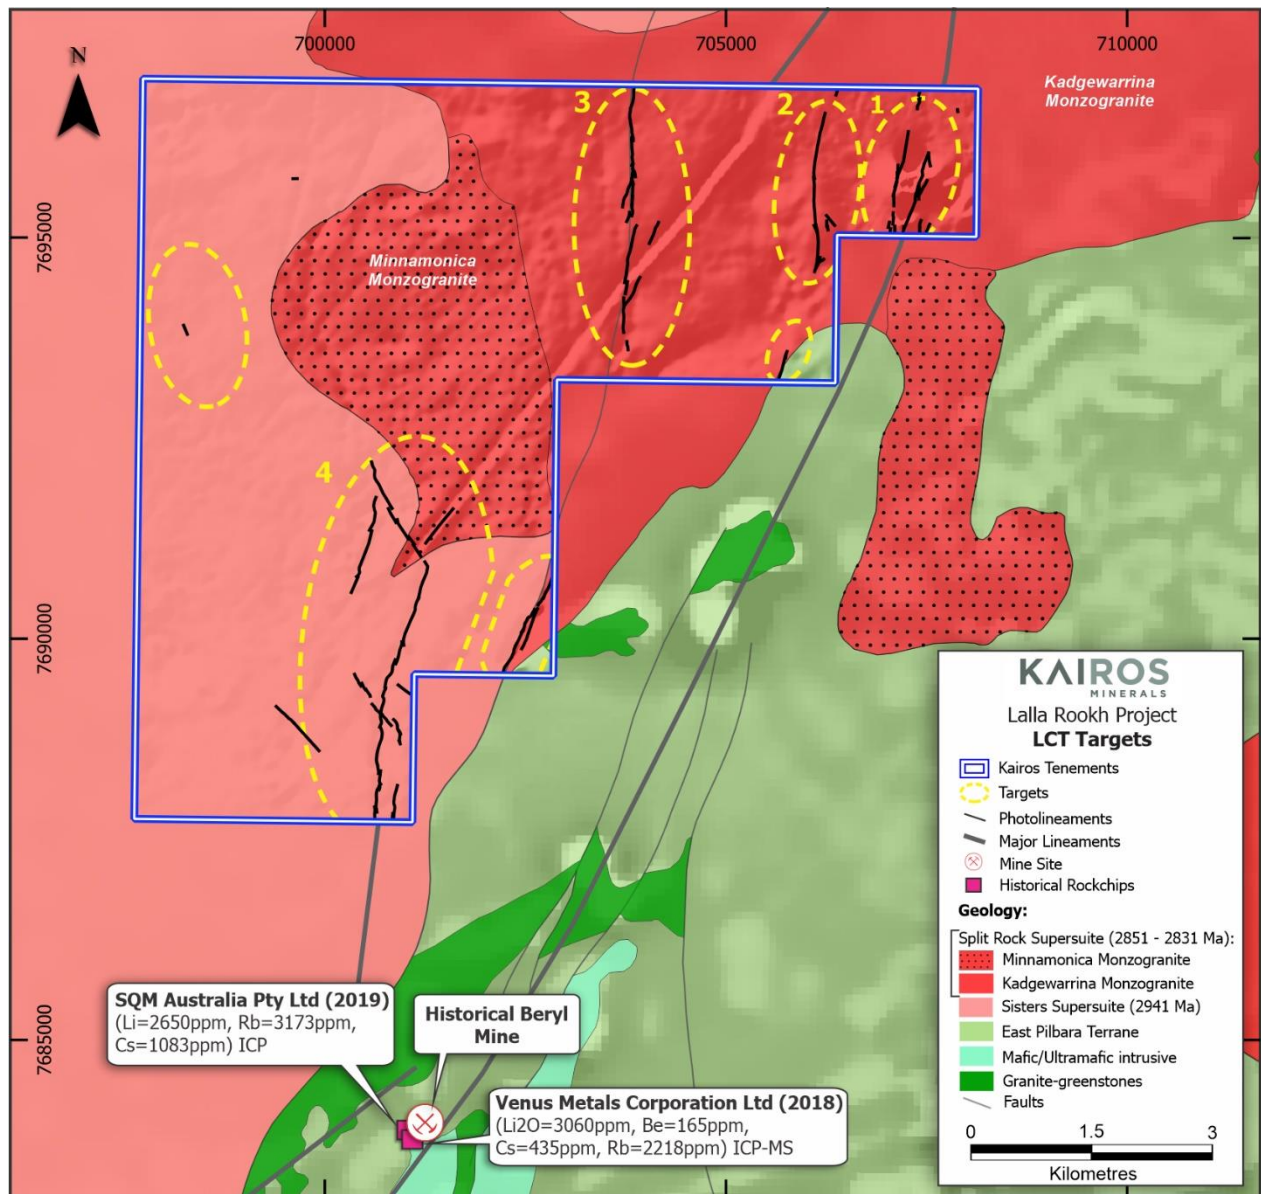 700000
705000
710000
N
Kadgewarrina
Monzogranite
3
2
1
7695000
Minnamonica
Monzogranite
4
7690000
KAIROS
MINERALS
Lalla Rookh Project
LCT Targets
Kairos Tenements
Targets
Photolineaments
Major Lineaments
Mine Site
Historical Rockchips
Geology:
Split Rock Supersuite (2851 - 2831 Ma):
Minnamonica Monzogranite
Kadgewarrina Monzogranite
Sisters Supersuite (2941 Ma)
East Pilbara Terrane
Mafic/Ultramafic intrusive
Granite-greenstones
Faults
0 1.5 3
Kilometres
7685000
SQM Australia Pty Ltd (2019)
(Li=2650ppm, Rb=3173ppm,
Cs=1083ppm) ICP
Historical Beryl
Mine
Venus Metals Corporation Ltd (2018)
(Li2O=3060ppm, Be=165ppm,
Cs=435ppm, Rb=2218ppm) ICP-MS